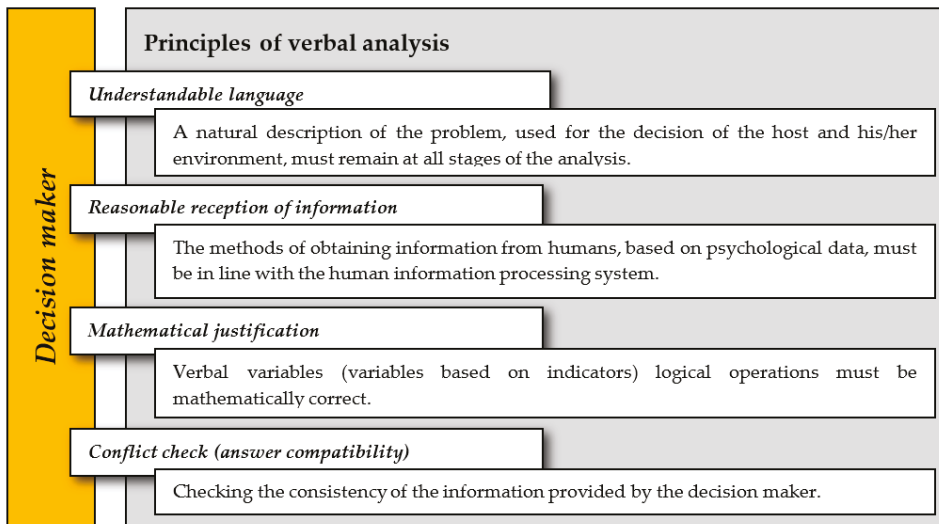 Decision maker
Principles of verbal analysis
Understandable language
A natural description of the problem, used for the decision of the host and his/her
environment, must remain at all stages of the analysis.
Reasonable reception of information
The methods of obtaining information from humans, based on psychological data, must
be in line with the human information processing system.
Mathematical justification
Verbal variables (variables based on indicators) logical operations must be
mathematically correct.
Conflict check (answer compatibility)
Checking the consistency of the information provided by the decision maker.